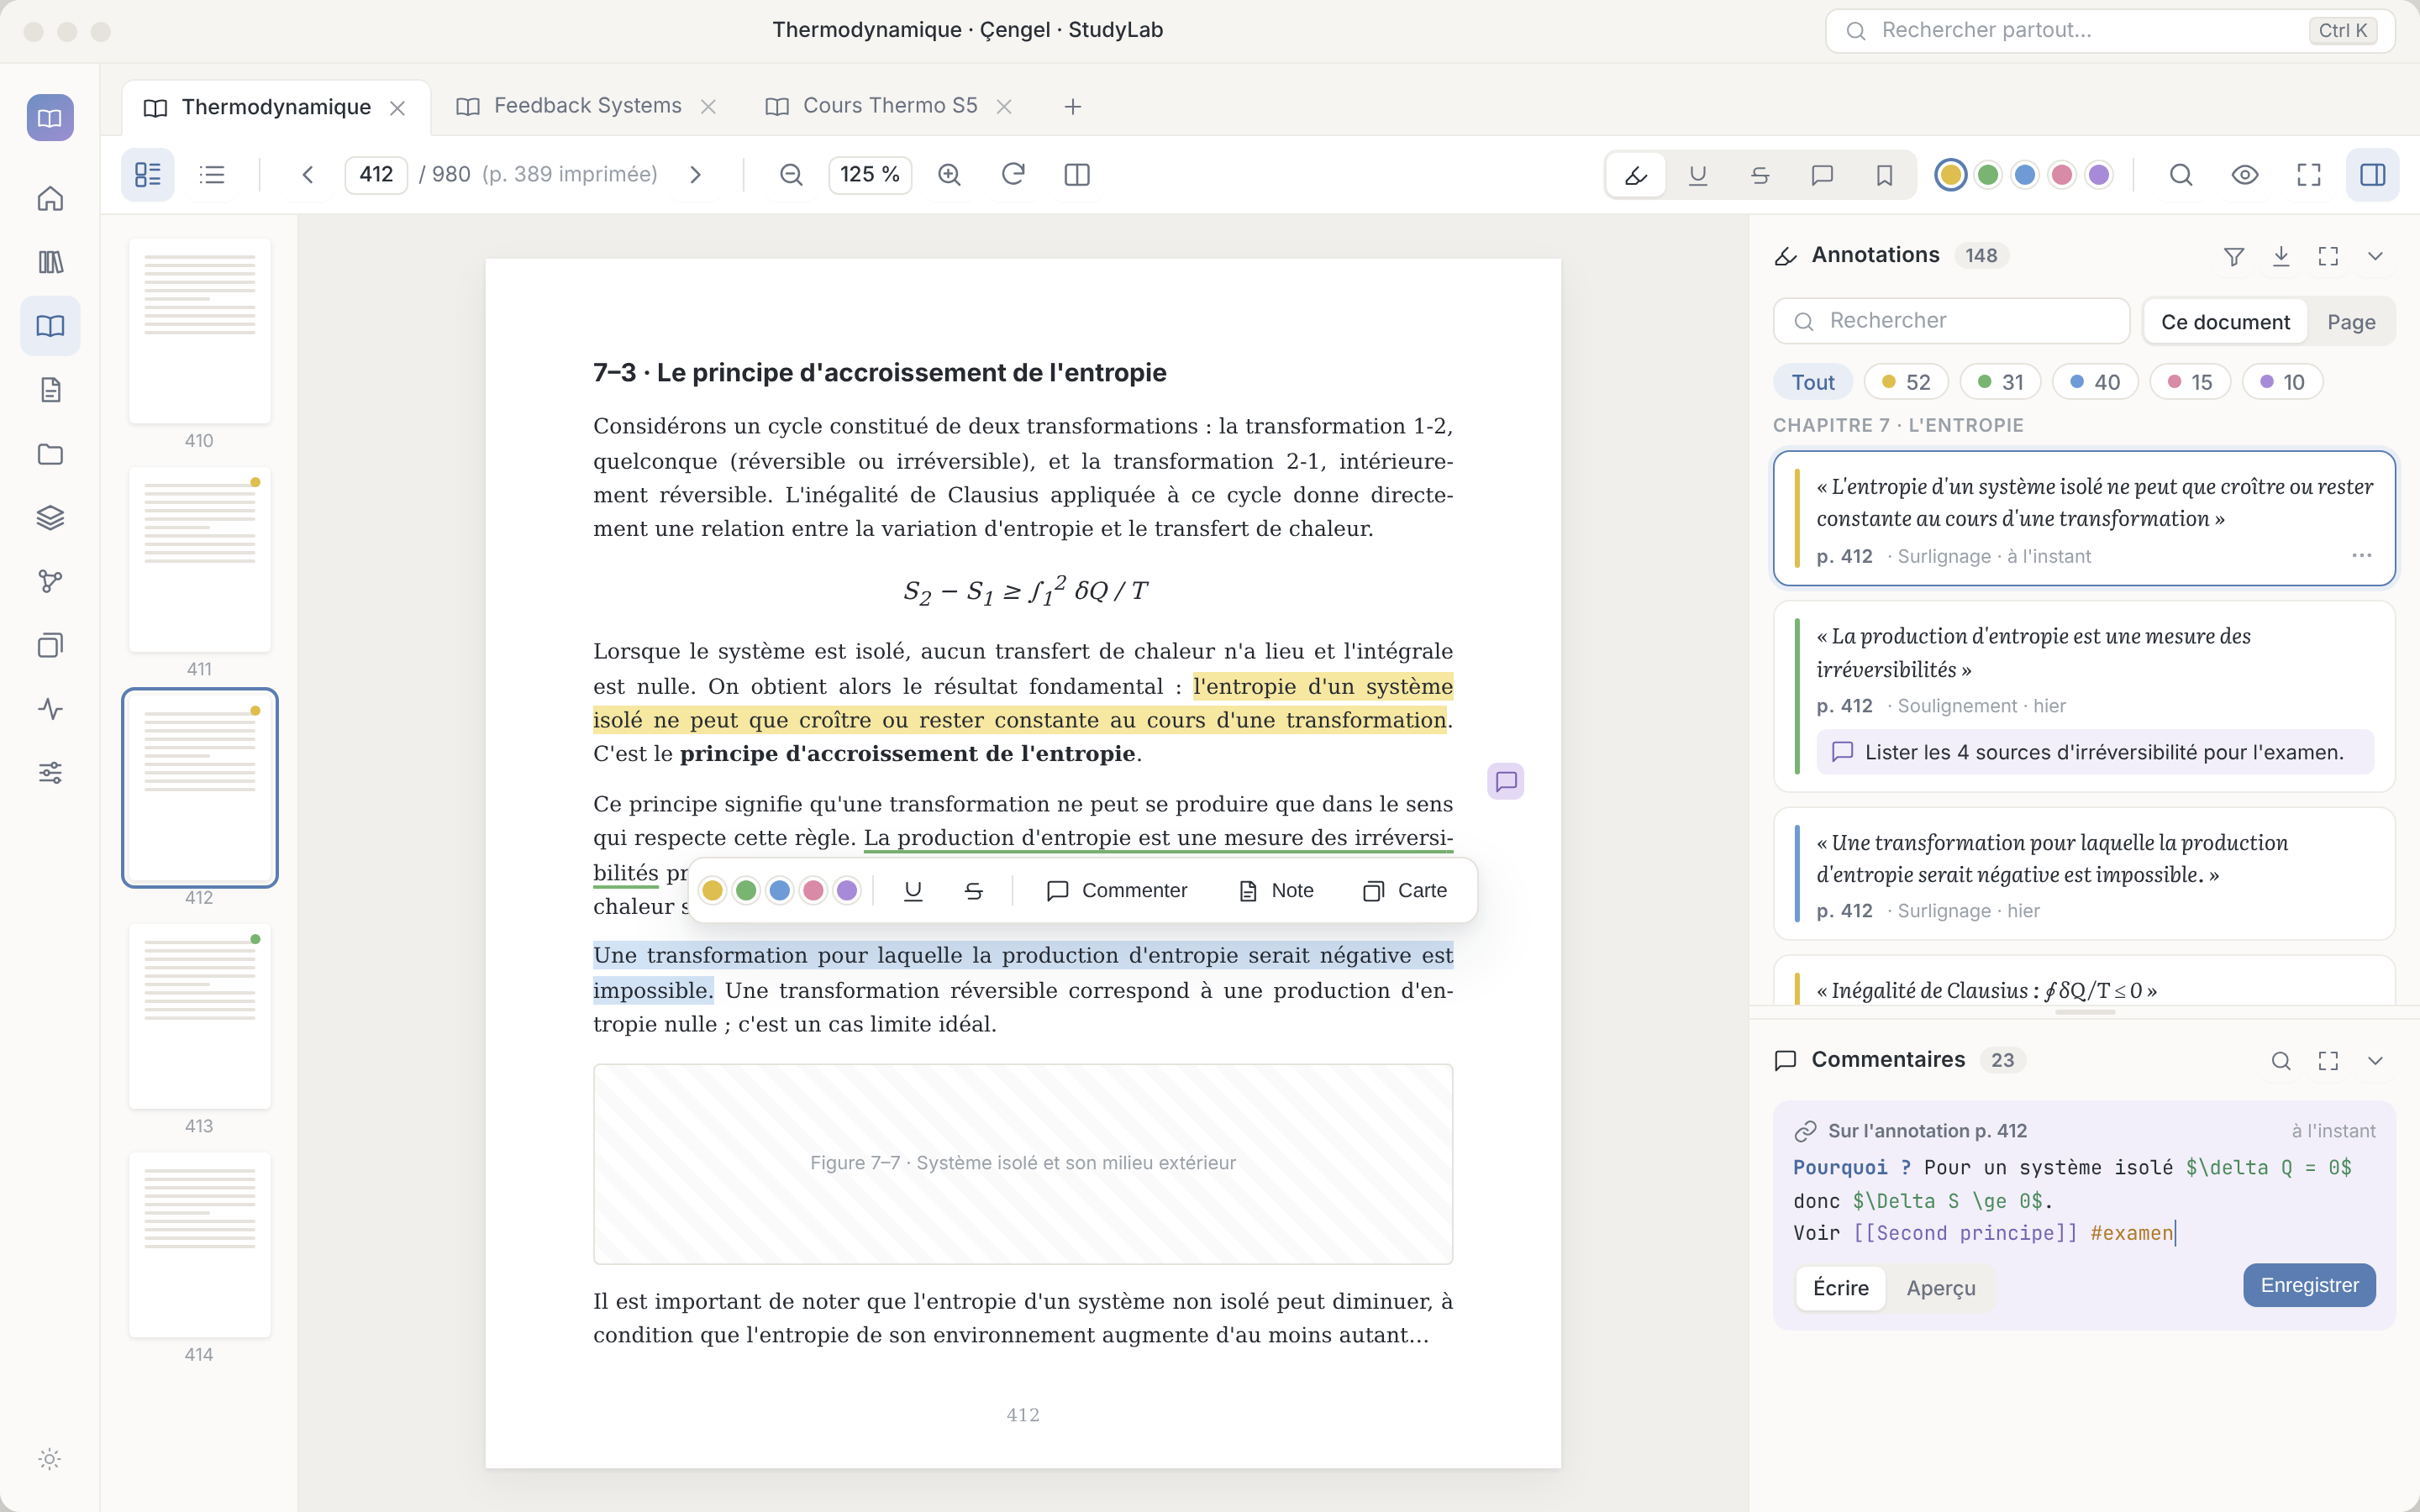 Thermodynamique · Çengel · StudyLab
Rechercher partout...
Ctrl K
Thermodynamique
Feedback Systems
Cours Thermo S5
412 / 980 (p. 389 imprimée)
125 %
410
411
412
413
414
7–3 · Le principe d'accroissement de l'entropie
Considérons un cycle constitué de deux transformations : la transformation 1-2,
quelconque (réversible ou irréversible), et la transformation 2-1, intérieure-
ment réversible. L'inégalité de Clausius appliquée à ce cycle donne directe-
ment une relation entre la variation d'entropie et le transfert de chaleur.
S2 − S1 ≥ ∫1² δQ / T
Lorsque le système est isolé, aucun transfert de chaleur n'a lieu et l'intégrale
est nulle. On obtient alors le résultat fondamental : l'entropie d'un système
isolé ne peut que croître ou rester constante au cours d'une transformation.
C'est le principe d'accroissement de l'entropie.
Ce principe signifie qu'une transformation ne peut se produire que dans le sens
qui respecte cette règle. La production d'entropie est une mesure des irréversi-
bilités
chaleur
Commenter
Note
Carte
Une transformation pour laquelle la production d'entropie serait négative est
impossible. Une transformation réversible correspond à une production d'en-
tropie nulle ; c'est un cas limite idéal.
Figure 7–7 · Système isolé et son milieu extérieur
Il est important de noter que l'entropie d'un système non isolé peut diminuer, à
condition que l'entropie de son environnement augmente d'au moins autant...
412
Annotations 148
Rechercher
Ce document
Page
Tout
52
31
40
15
10
CHAPITRE 7 · L'ENTROPIE
« L'entropie d'un système isolé ne peut que croître ou rester
constante au cours d'une transformation »
p. 412 · Surlignage · à l'instant
« La production d'entropie est une mesure des
irréversibilités »
p. 412 · Soulignement · hier
Lister les 4 sources d'irréversibilité pour l'examen.
« Une transformation pour laquelle la production
d'entropie serait négative est impossible. »
p. 412 · Surlignage · hier
« Inégalité de Clausius : ∮ δQ/T ≤ 0 »
Commentaires 23
Sur l'annotation p. 412
à l'instant
Pourquoi ? Pour un système isolé $\delta Q = 0$
donc $\Delta S \ge 0$.
Voir [[Second principe]] #examen
Écrire
Aperçu
Enregistrer